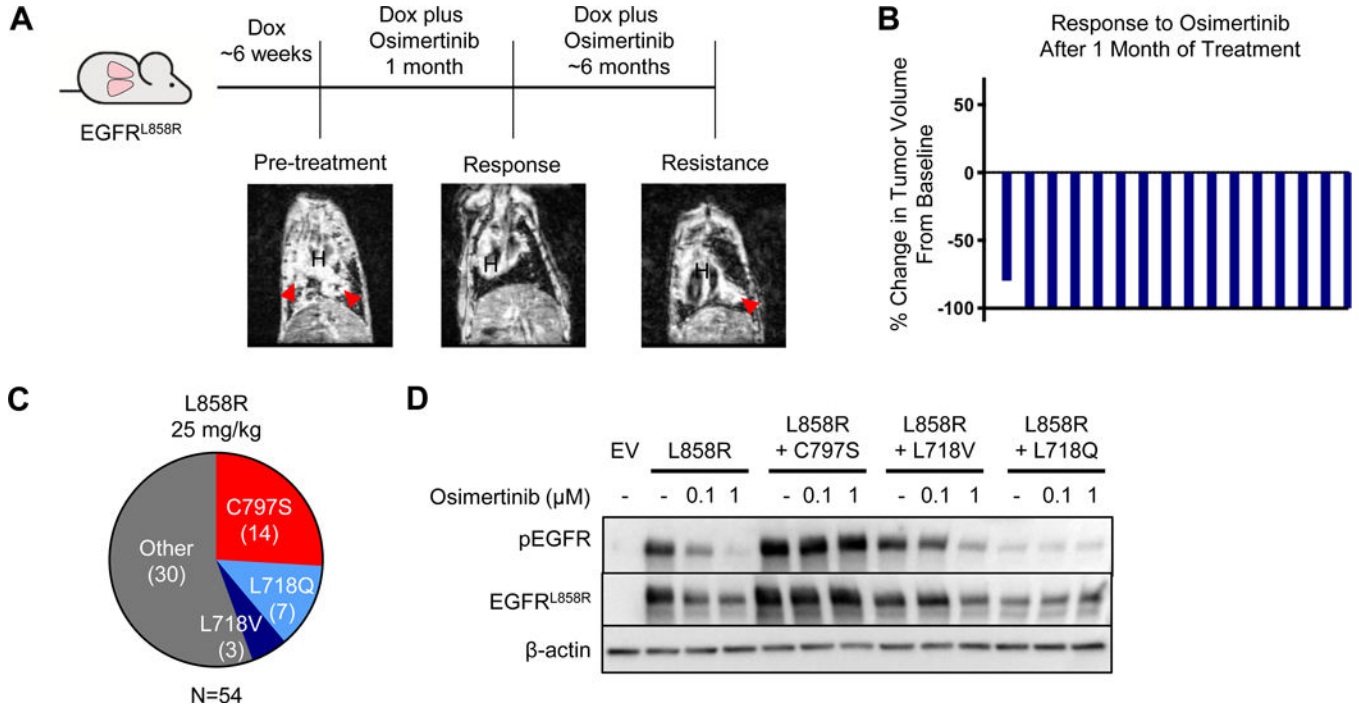 A
Dox
~6 weeks
Dox plus
Osimertinib
1 month
Dox plus
Osimertinib
~6 months
EGFRL858R
Pre-treatment
Response
Resistance
H
H
H
B
Response to Osimertinib
After 1 Month of Treatment
% Change in Tumor Volume
From Baseline
50
0
-50
-100
C
L858R
25 mg/kg
C797S
(14)
L718Q
(7)
L718V
(3)
Other
(30)
N=54
D
EV
L858R
L858R
+ C797S
L858R
+ L718V
L858R
+ L718Q
Osimertinib (μM) - - 0.1 1 - 0.1 1 - 0.1 1 - 0.1 1
pEGFR
EGFRL858R
β-actin